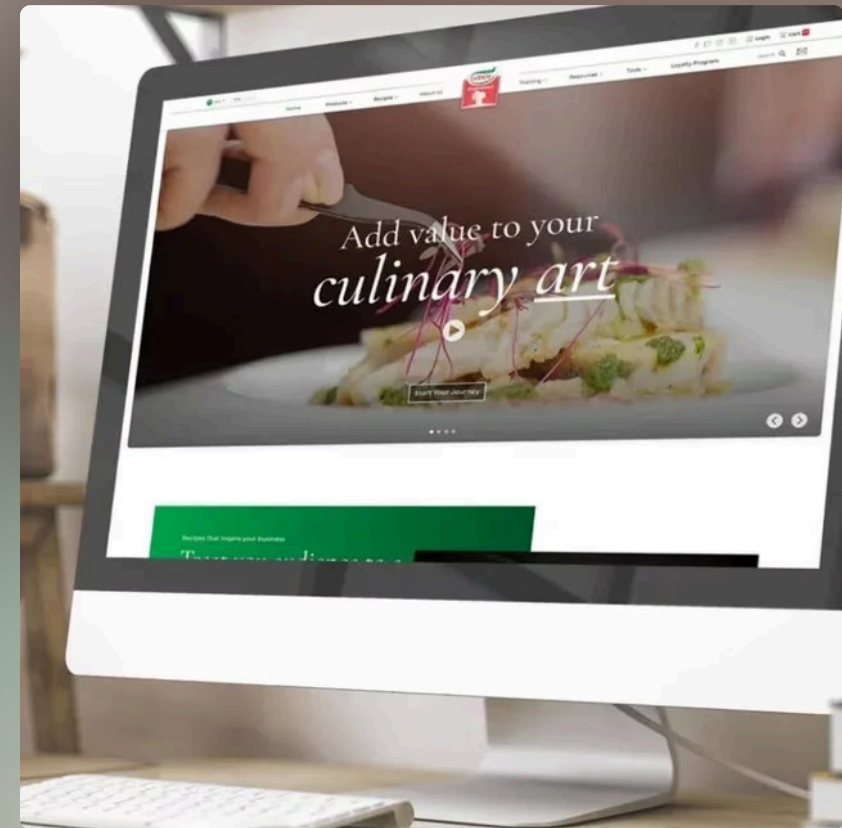 Login
Cart
Home
Products
Recipes
About Us
Training
Resources
Tools
Loyalty Program
Search
Add value to your
culinary art
Start Your Journey
Recipes that inspire your business